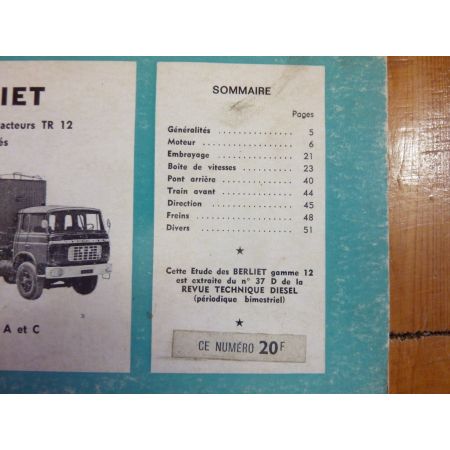 IET
acteurs TR 12
és
A et C
SOMMAIRE
Pages
Généralités .................. 5
Moteur .................. 6
Embrayage .................. 21
Boite de vitesses .................. 23
Pont arrière .................. 40
Train avant .................. 44
Direction .................. 45
Freins .................. 48
Divers .................. 51
★
Cette Etude des BERLIET gamme 12
est extraite du n° 37 D de la
REVUE TECHNIQUE DIESEL
(périodique bimestriel)
★
CE NUMÉRO 20F